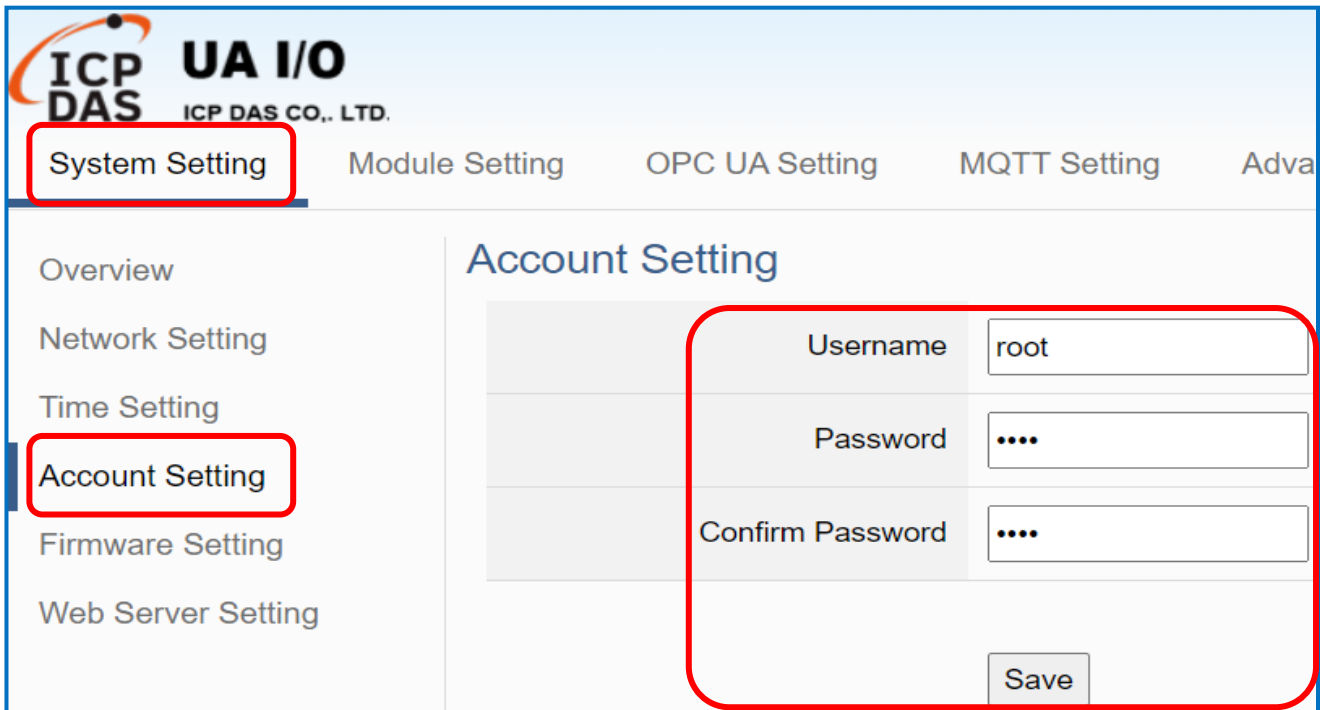 ICP
DAS
UA I/O
ICP DAS CO,. LTD.
System Setting Module Setting OPC UA Setting MQTT Setting Adva
Overview
Network Setting
Time Setting
Account Setting
Firmware Setting
Web Server Setting
Account Setting
Username root
Password ••••
Confirm Password ••••
Save